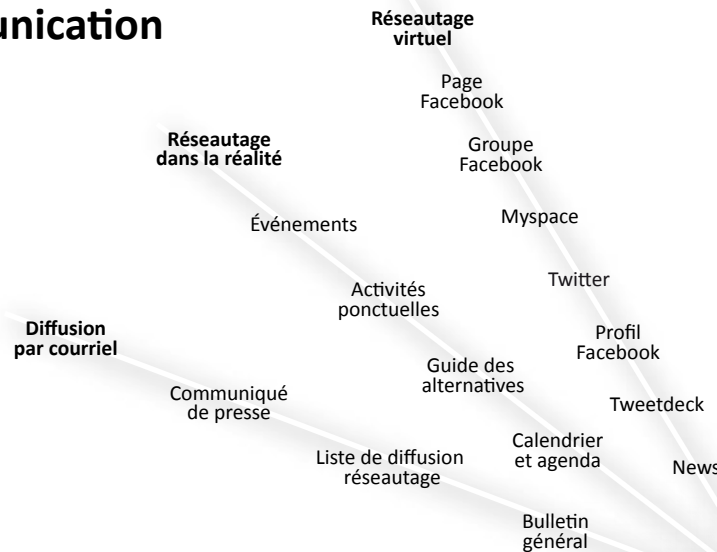 unication
Réseautage
virtuel
Page
Facebook
Réseautage
dans la réalité
Groupe
Facebook
Événements
Myspace
Activités
ponctuelles
Twitter
Diffusion
par courriel
Profil
Facebook
Guide des
alternatives
Communiqué
de presse
Tweetdeck
Calendrier
et agenda
Liste de diffusion
réseautage
News
Bulletin
général